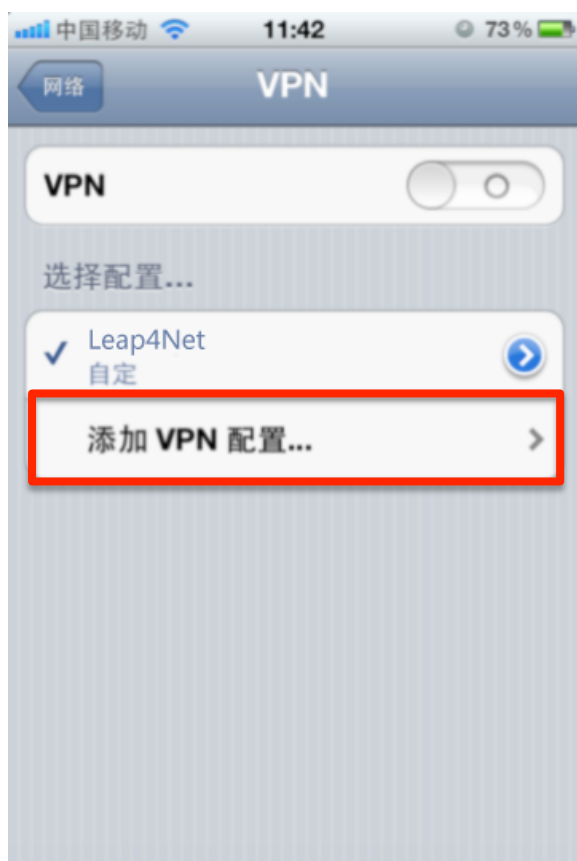 中国移动 11:42 73%
网络 VPN
VPN
选择配置...
Leap4Net
自定
添加 VPN 配置...